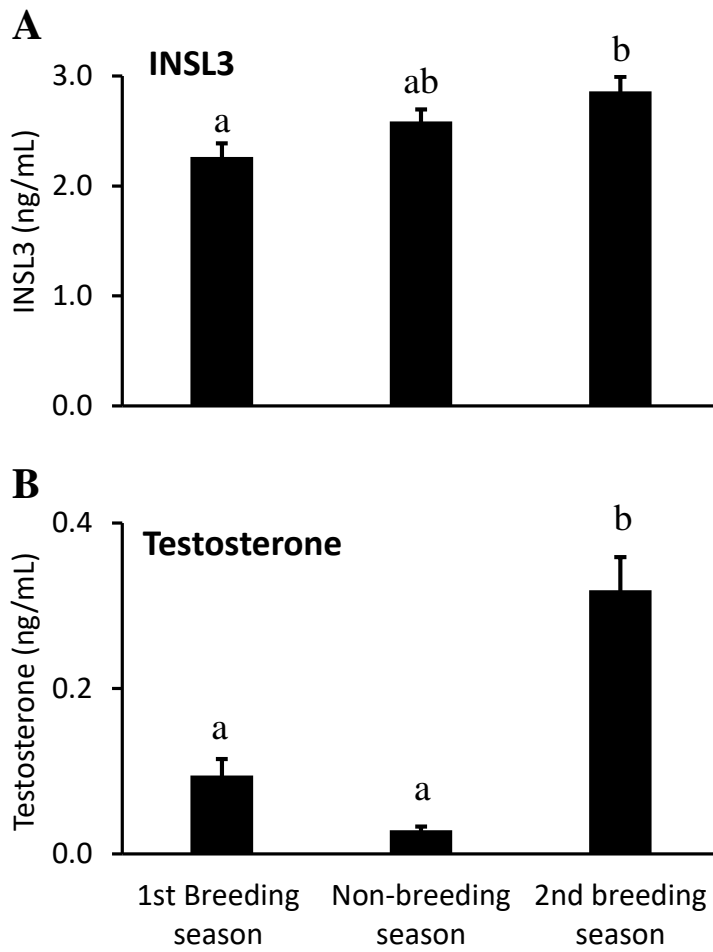 A
INSL3
INSL3 (ng/mL)
3.0
2.0
1.0
0.0
a
ab
b
B
Testosterone
Testosterone (ng/mL)
0.4
0.2
0.0
a
a
b
1st Breeding
season
Non-breeding
season
2nd breeding
season